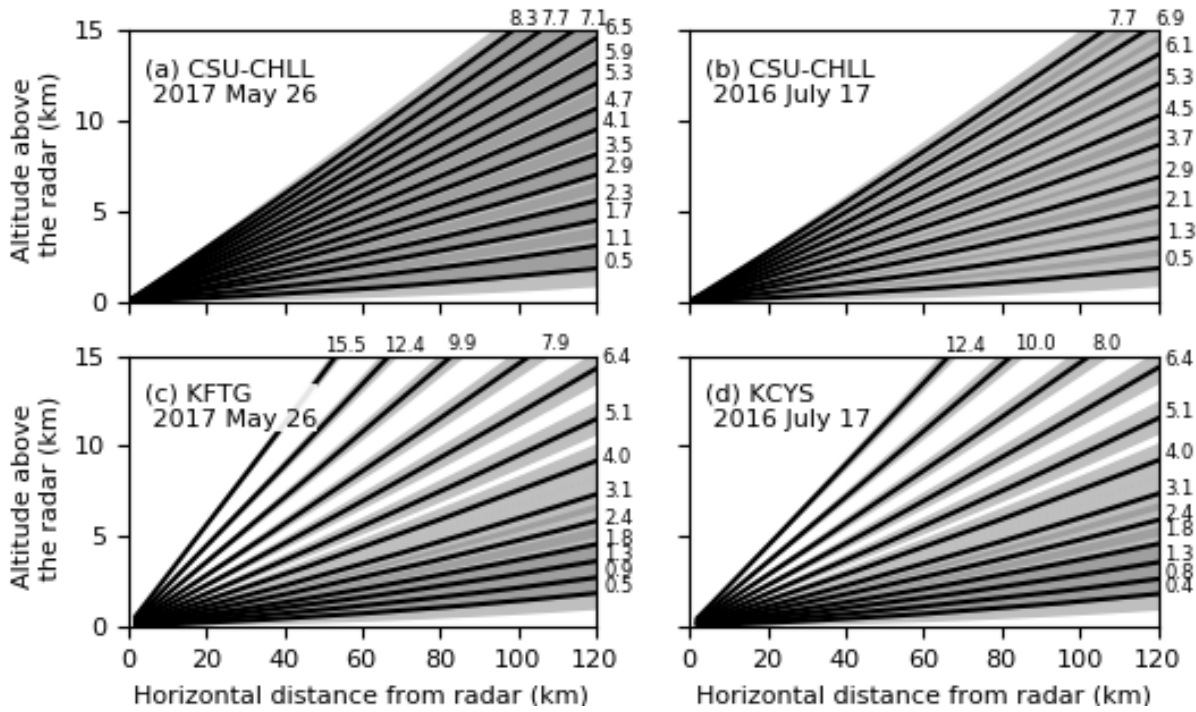 8.3 7.7 7.1
6.5
5.9
5.3
4.7
4.1
3.5
2.9
2.3
1.7
1.1
0.5
15
10
5
0
Altitude above
the radar (km)
(a) CSU-CHLL
2017 May 26
7.7 6.9
6.1
5.3
4.5
3.7
2.9
2.1
1.3
0.5
(b) CSU-CHLL
2016 July 17
15.5 12.4 9.9 7.9
6.4
5.1
4.0
3.1
2.4
1.8
1.3
0.9
0.5
15
10
5
0
Altitude above
the radar (km)
(c) KFTG
2017 May 26
0 20 40 60 80 100 120
Horizontal distance from radar (km)
12.4 10.0 8.0
6.4
5.1
4.0
3.1
2.4
1.8
1.3
0.8
0.4
(d) KCYS
2016 July 17
0 20 40 60 80 100 120
Horizontal distance from radar (km)